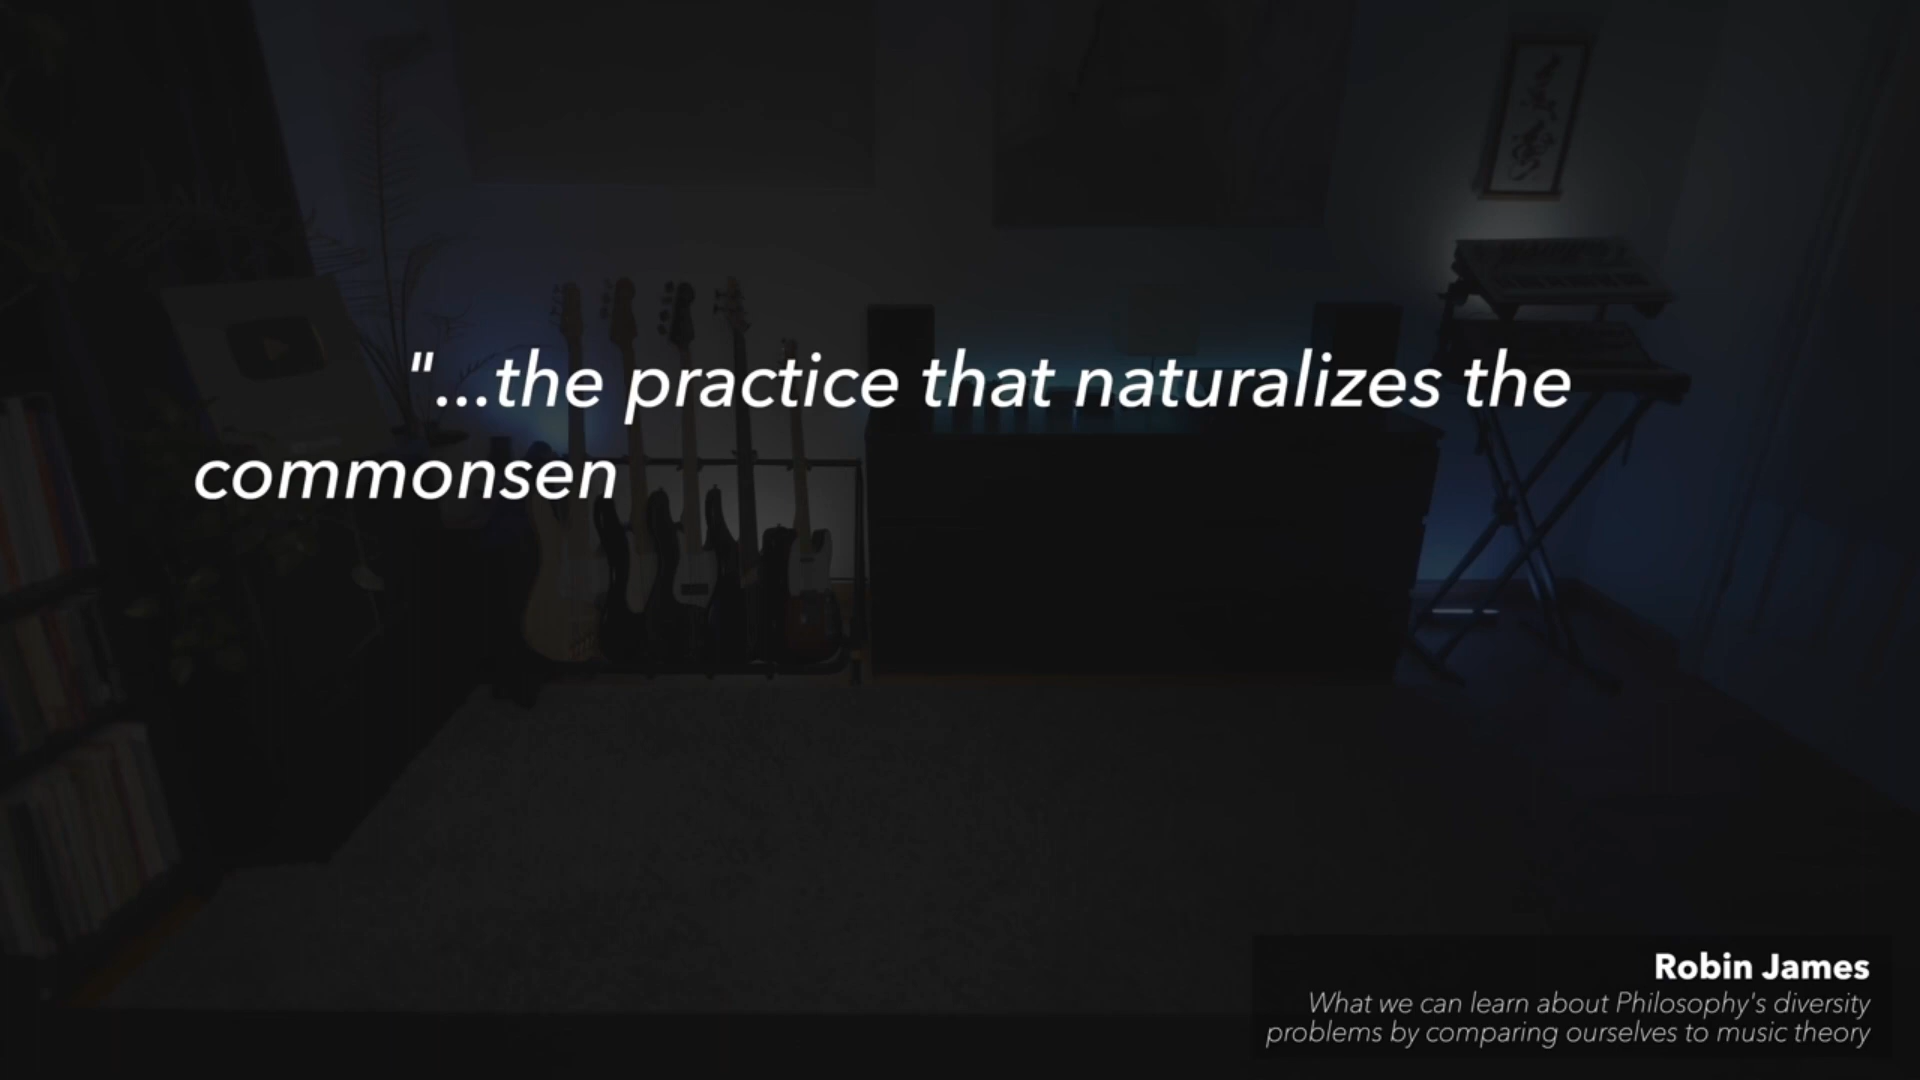 "...the practice that naturalizes the
commonsen
Robin James
What we can learn about Philosophy's diversity
problems by comparing ourselves to music theory